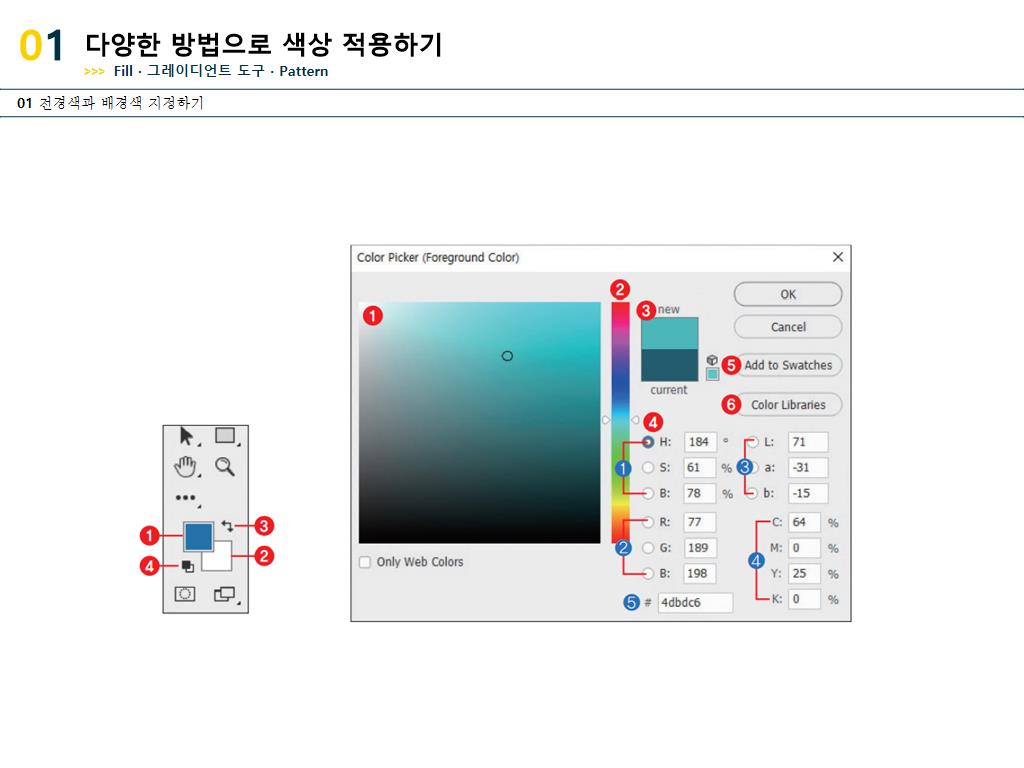 01 다양한 방법으로 색상 적용하기
>>> Fill · 그레이디언트 도구 · Pattern
01 전경색과 배경색 지정하기
1
2
3
4
Color Picker (Foreground Color)
1
2
3 new
current
OK
Cancel
5 Add to Swatches
6 Color Libraries
4
1
H: 184 °
S: 61 %
B: 78 %
2
R: 77
G: 189
B: 198
5 # 4dbdc6
3
L: 71
a: -31
b: -15
4
C: 64 %
M: 0 %
Y: 25 %
K: 0 %
Only Web Colors